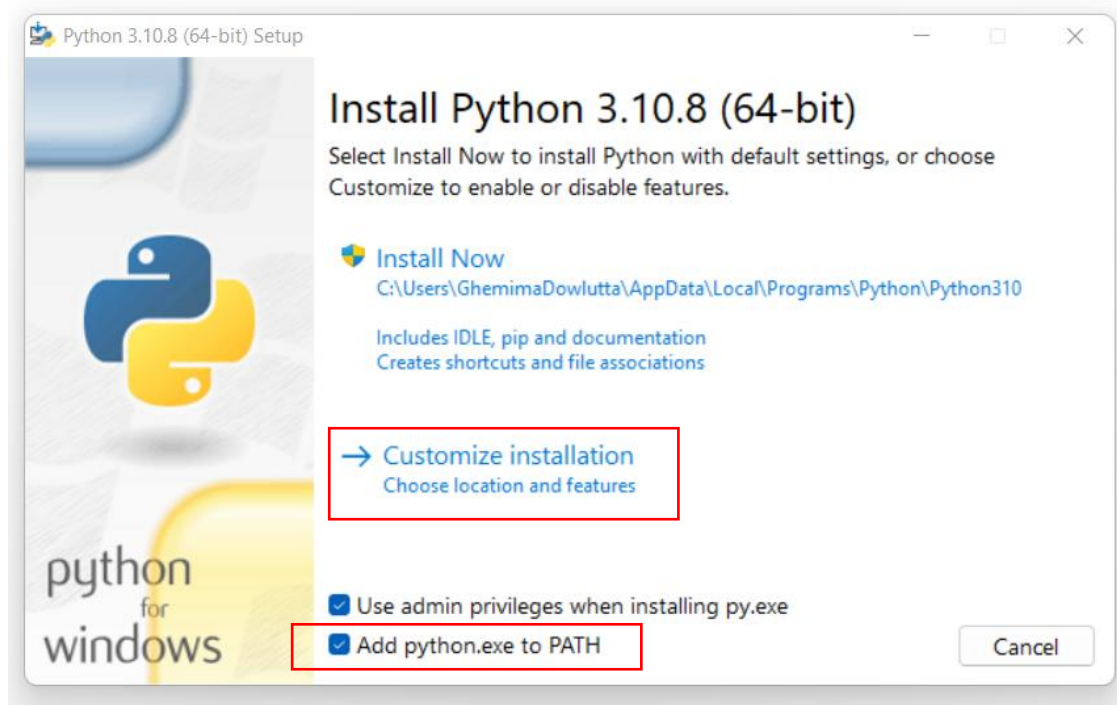 Python 3.10.8 (64-bit) Setup
Install Python 3.10.8 (64-bit)
Select Install Now to install Python with default settings, or choose
Customize to enable or disable features.
Install Now
C:\Users\GhemimaDowlutta\AppData\Local\Programs\Python\Python310
Includes IDLE, pip and documentation
Creates shortcuts and file associations
Customize installation
Choose location and features
python
for
windows
Use admin privileges when installing py.exe
Add python.exe to PATH
Cancel